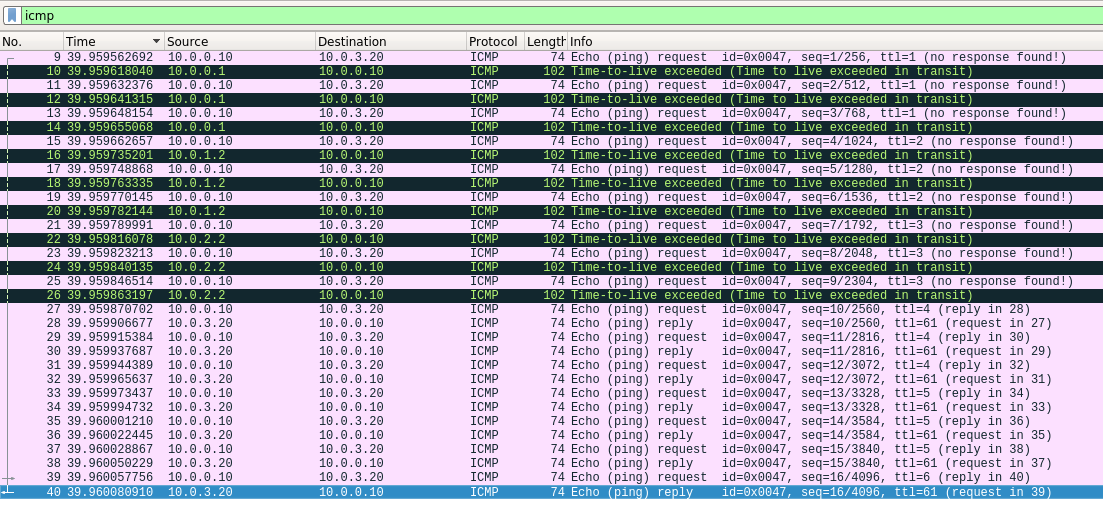 icmp
No. Time Source Destination Protocol Length Info
9 39.959562692 10.0.0.10 10.0.3.20 ICMP 74 Echo (ping) request id=0x0047, seq=1/256, ttl=1 (no response found!)
10 39.959618040 10.0.0.1 10.0.0.10 ICMP 102 Time-to-live exceeded (Time to live exceeded in transit)
11 39.959632376 10.0.0.10 10.0.3.20 ICMP 74 Echo (ping) request id=0x0047, seq=2/512, ttl=1 (no response found!)
12 39.959641315 10.0.0.1 10.0.0.10 ICMP 102 Time-to-live exceeded (Time to live exceeded in transit)
13 39.959648154 10.0.0.10 10.0.3.20 ICMP 74 Echo (ping) request id=0x0047, seq=3/768, ttl=1 (no response found!)
14 39.959655068 10.0.0.1 10.0.0.10 ICMP 102 Time-to-live exceeded (Time to live exceeded in transit)
15 39.959662657 10.0.0.10 10.0.3.20 ICMP 74 Echo (ping) request id=0x0047, seq=4/1024, ttl=2 (no response found!)
16 39.959735201 10.0.1.2 10.0.0.10 ICMP 102 Time-to-live exceeded (Time to live exceeded in transit)
17 39.959748868 10.0.0.10 10.0.3.20 ICMP 74 Echo (ping) request id=0x0047, seq=5/1280, ttl=2 (no response found!)
18 39.959763335 10.0.1.2 10.0.0.10 ICMP 102 Time-to-live exceeded (Time to live exceeded in transit)
19 39.959770145 10.0.0.10 10.0.3.20 ICMP 74 Echo (ping) request id=0x0047, seq=6/1536, ttl=2 (no response found!)
20 39.959782144 10.0.1.2 10.0.0.10 ICMP 102 Time-to-live exceeded (Time to live exceeded in transit)
21 39.959789991 10.0.0.10 10.0.3.20 ICMP 74 Echo (ping) request id=0x0047, seq=7/1792, ttl=3 (no response found!)
22 39.959816078 10.0.2.2 10.0.0.10 ICMP 102 Time-to-live exceeded (Time to live exceeded in transit)
23 39.959823213 10.0.0.10 10.0.3.20 ICMP 74 Echo (ping) request id=0x0047, seq=8/2048, ttl=3 (no response found!)
24 39.959840135 10.0.2.2 10.0.0.10 ICMP 102 Time-to-live exceeded (Time to live exceeded in transit)
25 39.959846514 10.0.0.10 10.0.3.20 ICMP 74 Echo (ping) request id=0x0047, seq=9/2304, ttl=3 (no response found!)
26 39.959863197 10.0.2.2 10.0.0.10 ICMP 102 Time-to-live exceeded (Time to live exceeded in transit)
27 39.959870702 10.0.0.10 10.0.3.20 ICMP 74 Echo (ping) request id=0x0047, seq=10/2560, ttl=4 (reply in 28)
28 39.959906677 10.0.3.20 10.0.0.10 ICMP 74 Echo (ping) reply id=0x0047, seq=10/2560, ttl=61 (request in 27)
29 39.959915384 10.0.0.10 10.0.3.20 ICMP 74 Echo (ping) request id=0x0047, seq=11/2816, ttl=4 (reply in 30)
30 39.959937687 10.0.3.20 10.0.0.10 ICMP 74 Echo (ping) reply id=0x0047, seq=11/2816, ttl=61 (request in 29)
31 39.959944389 10.0.0.10 10.0.3.20 ICMP 74 Echo (ping) request id=0x0047, seq=12/3072, ttl=4 (reply in 32)
32 39.959965637 10.0.3.20 10.0.0.10 ICMP 74 Echo (ping) reply id=0x0047, seq=12/3072, ttl=61 (request in 31)
33 39.959973437 10.0.0.10 10.0.3.20 ICMP 74 Echo (ping) request id=0x0047, seq=13/3328, ttl=5 (reply in 34)
34 39.959994732 10.0.3.20 10.0.0.10 ICMP 74 Echo (ping) reply id=0x0047, seq=13/3328, ttl=61 (request in 33)
35 39.960001210 10.0.0.10 10.0.3.20 ICMP 74 Echo (ping) request id=0x0047, seq=14/3584, ttl=5 (reply in 36)
36 39.960022445 10.0.3.20 10.0.0.10 ICMP 74 Echo (ping) reply id=0x0047, seq=14/3584, ttl=61 (request in 35)
37 39.960028867 10.0.0.10 10.0.3.20 ICMP 74 Echo (ping) request id=0x0047, seq=15/3840, ttl=5 (reply in 38)
38 39.960050229 10.0.3.20 10.0.0.10 ICMP 74 Echo (ping) reply id=0x0047, seq=15/3840, ttl=61 (request in 37)
39 39.960057756 10.0.0.10 10.0.3.20 ICMP 74 Echo (ping) request id=0x0047, seq=16/4096, ttl=6 (reply in 40)
40 39.960080910 10.0.3.20 10.0.0.10 ICMP 74 Echo (ping) reply id=0x0047, seq=16/4096, ttl=61 (request in 39)